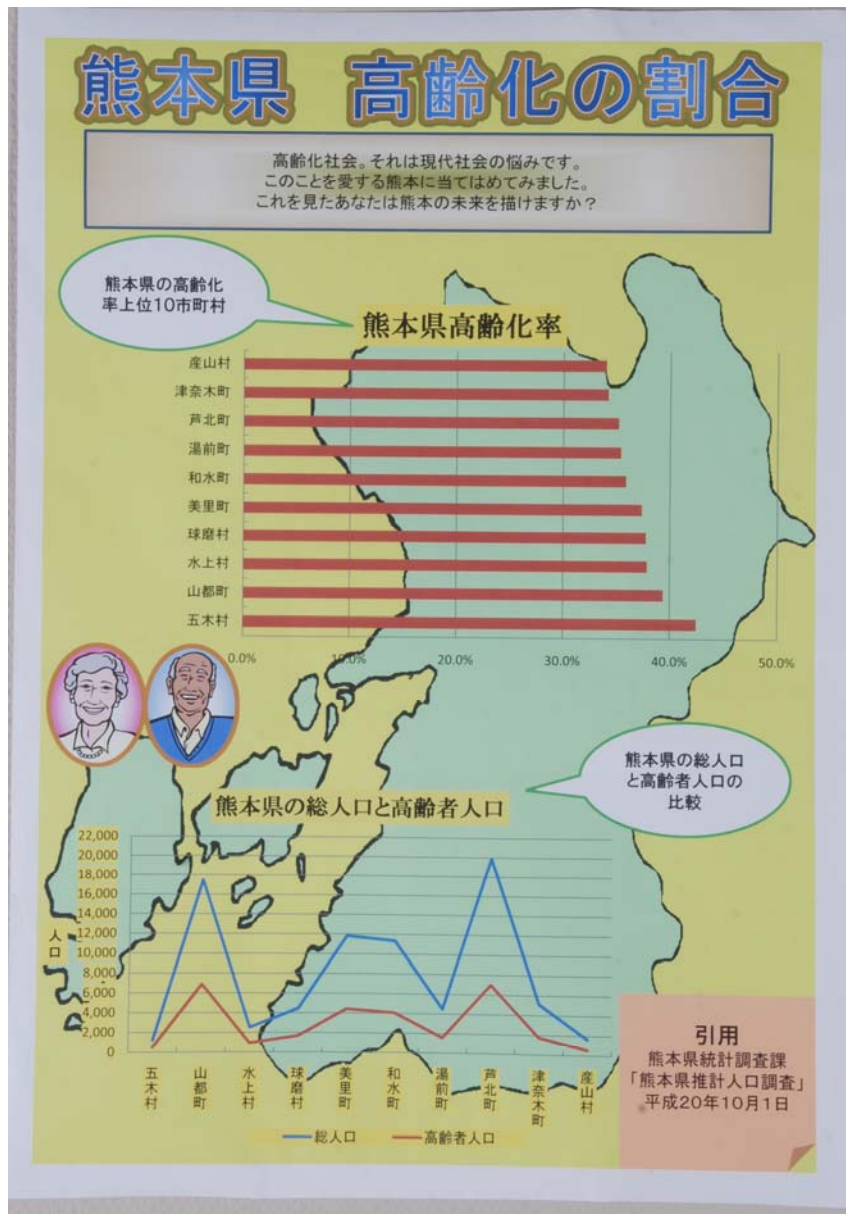 熊本県 高齢化の割合
高齢化社会。それは現代社会の悩みです。
このことを愛する熊本に当てはめてみました。
これを見たあなたは熊本の未来を描けますか？
熊本県の高齢化
率上位10市町村
熊本県高齢化率
産山村
津奈木町
芦北町
湯前町
和水町
美里町
球磨村
水上村
山都町
五木村
0.0% 10.0% 20.0% 30.0% 40.0% 50.0%
熊本県の総人口
と高齢者人口の
比較
熊本県の総人口と高齢者人口
22,000
20,000
18,000
16,000
14,000
12,000
10,000
8,000
6,000
4,000
2,000
0
人口
五木村 山都町 水上村 球磨村 美里町 和水町 湯前町 芦北町 津奈木町 産山村
総人口 高齢者人口
引用
熊本県統計調査課
「熊本県推計人口調査」
平成20年10月1日